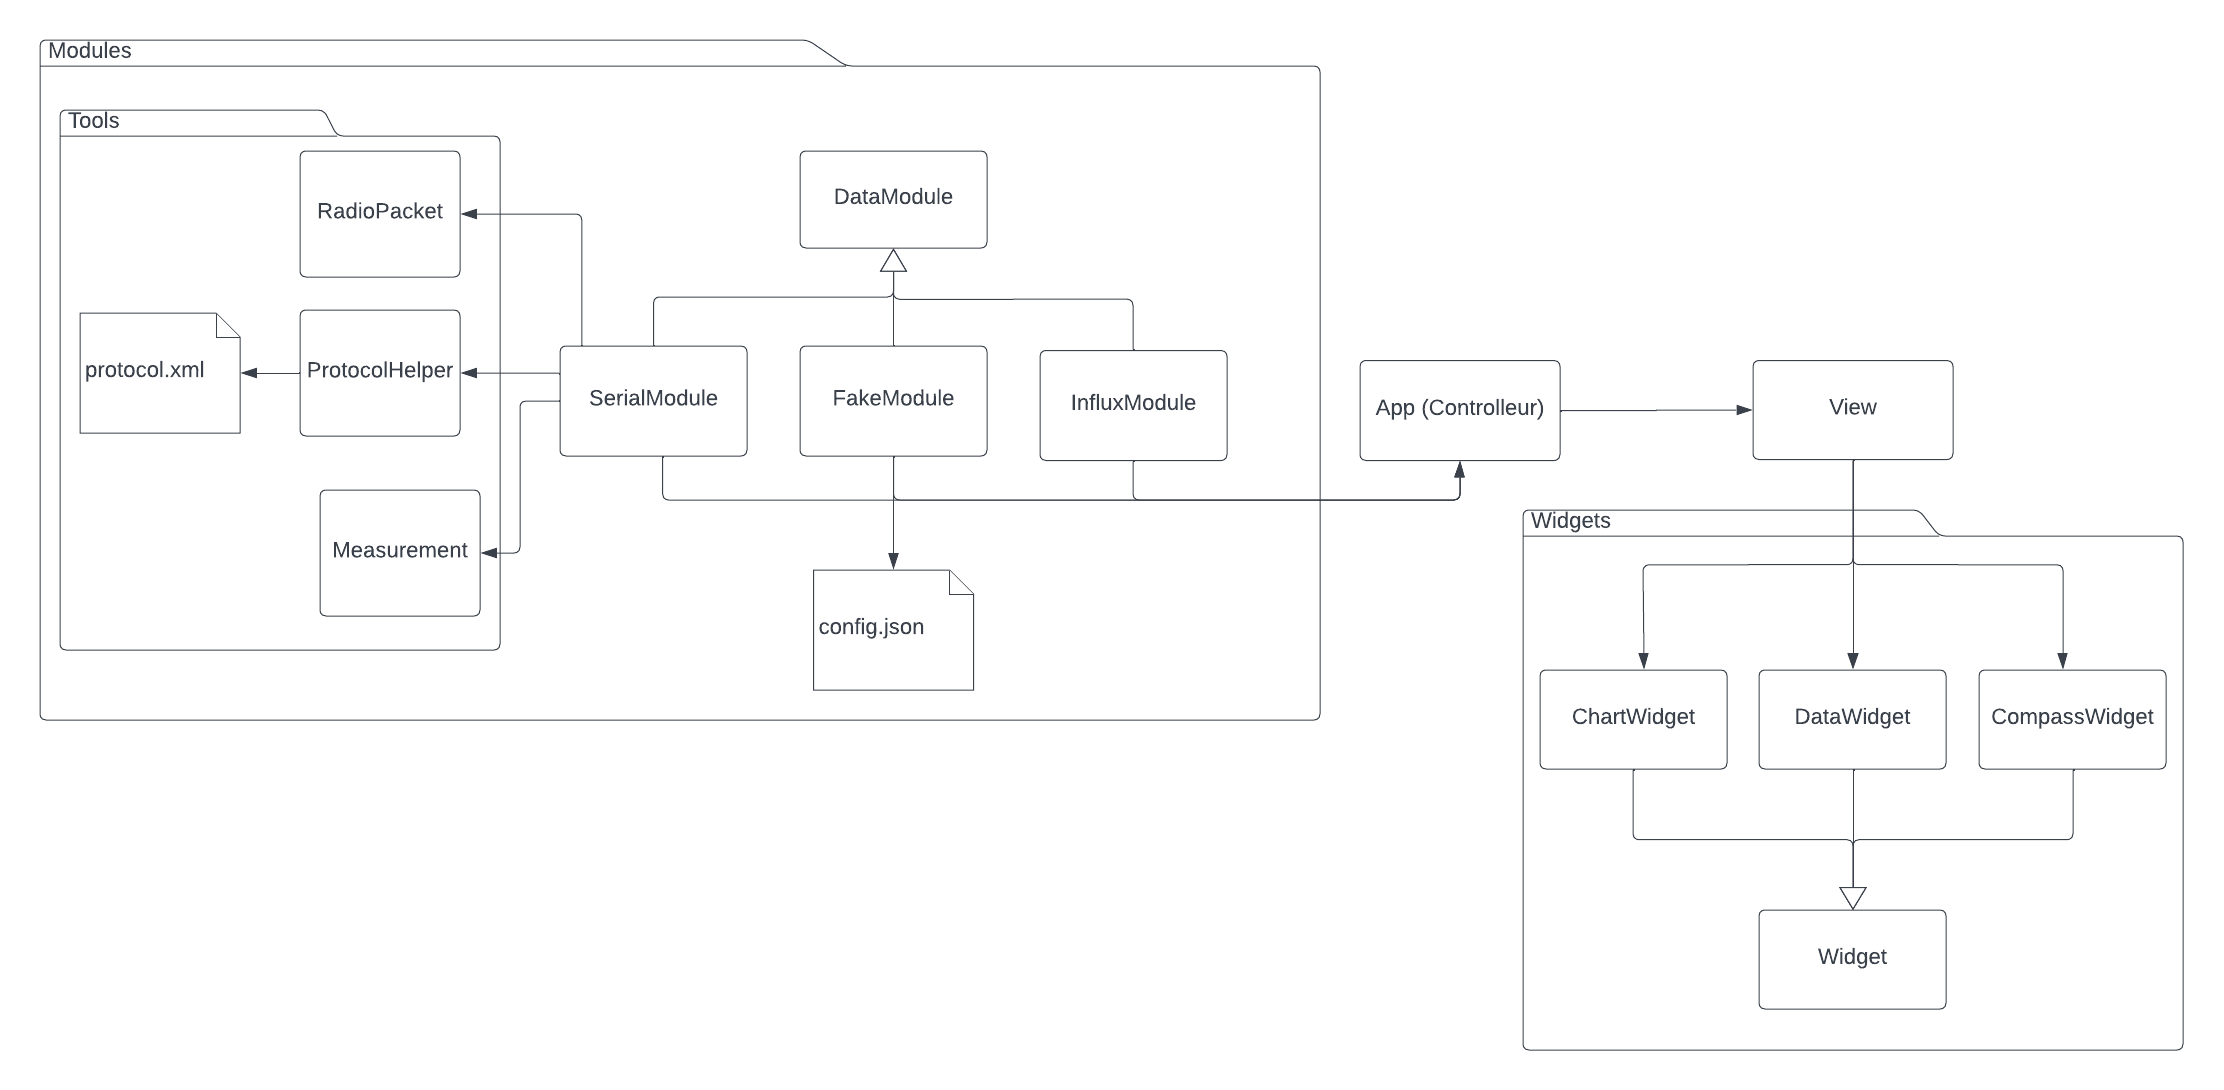 Modules
Tools
RadioPacket
DataModule
protocol.xml
ProtocolHelper
SerialModule
FakeModule
InfluxModule
App (Controlleur)
View
Measurement
config.json
Widgets
ChartWidget
DataWidget
CompassWidget
Widget